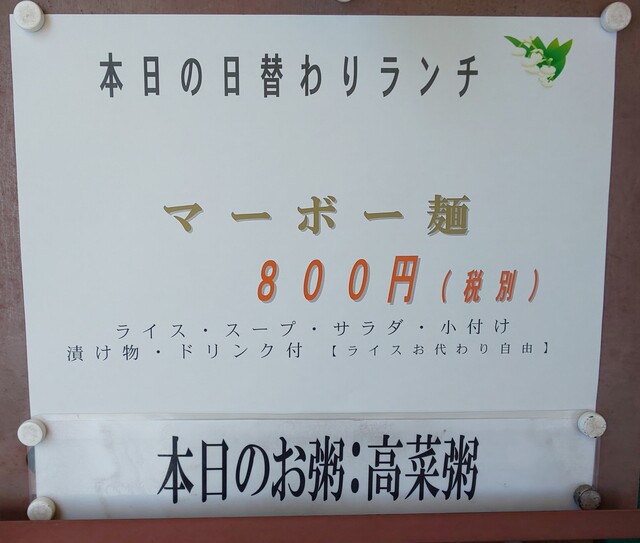 本日の日替わりランチ
マーボー麺
８００円（税別）
ライス・スープ・サラダ・小付け
漬け物・ドリンク付 【ライスお代わり自由】
本日のお粥：高菜粥